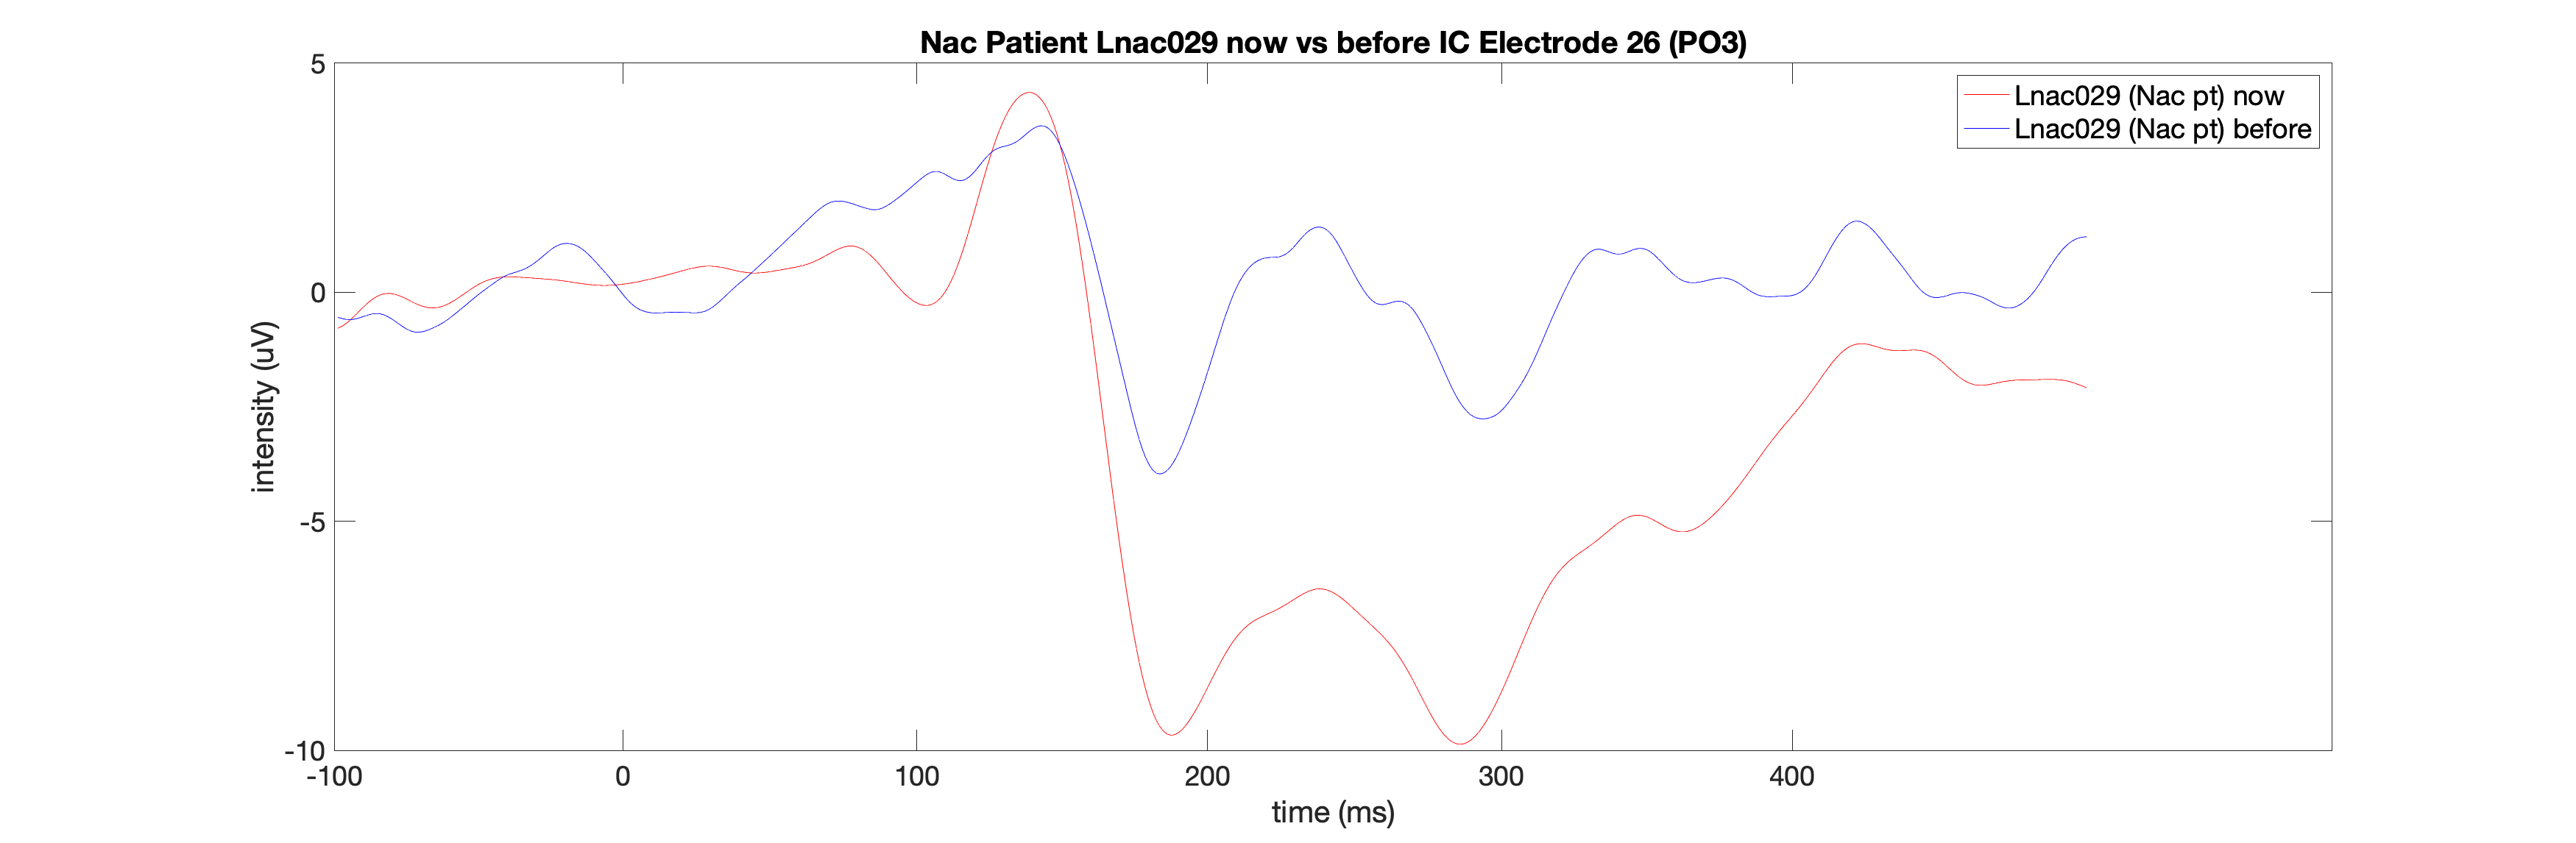 Nac Patient Lnac029 now vs before IC Electrode 26 (PO3)
5
0
-5
-10
intensity (uV)
Lnac029 (Nac pt) now
Lnac029 (Nac pt) before
-100 0 100 200 300 400
time (ms)